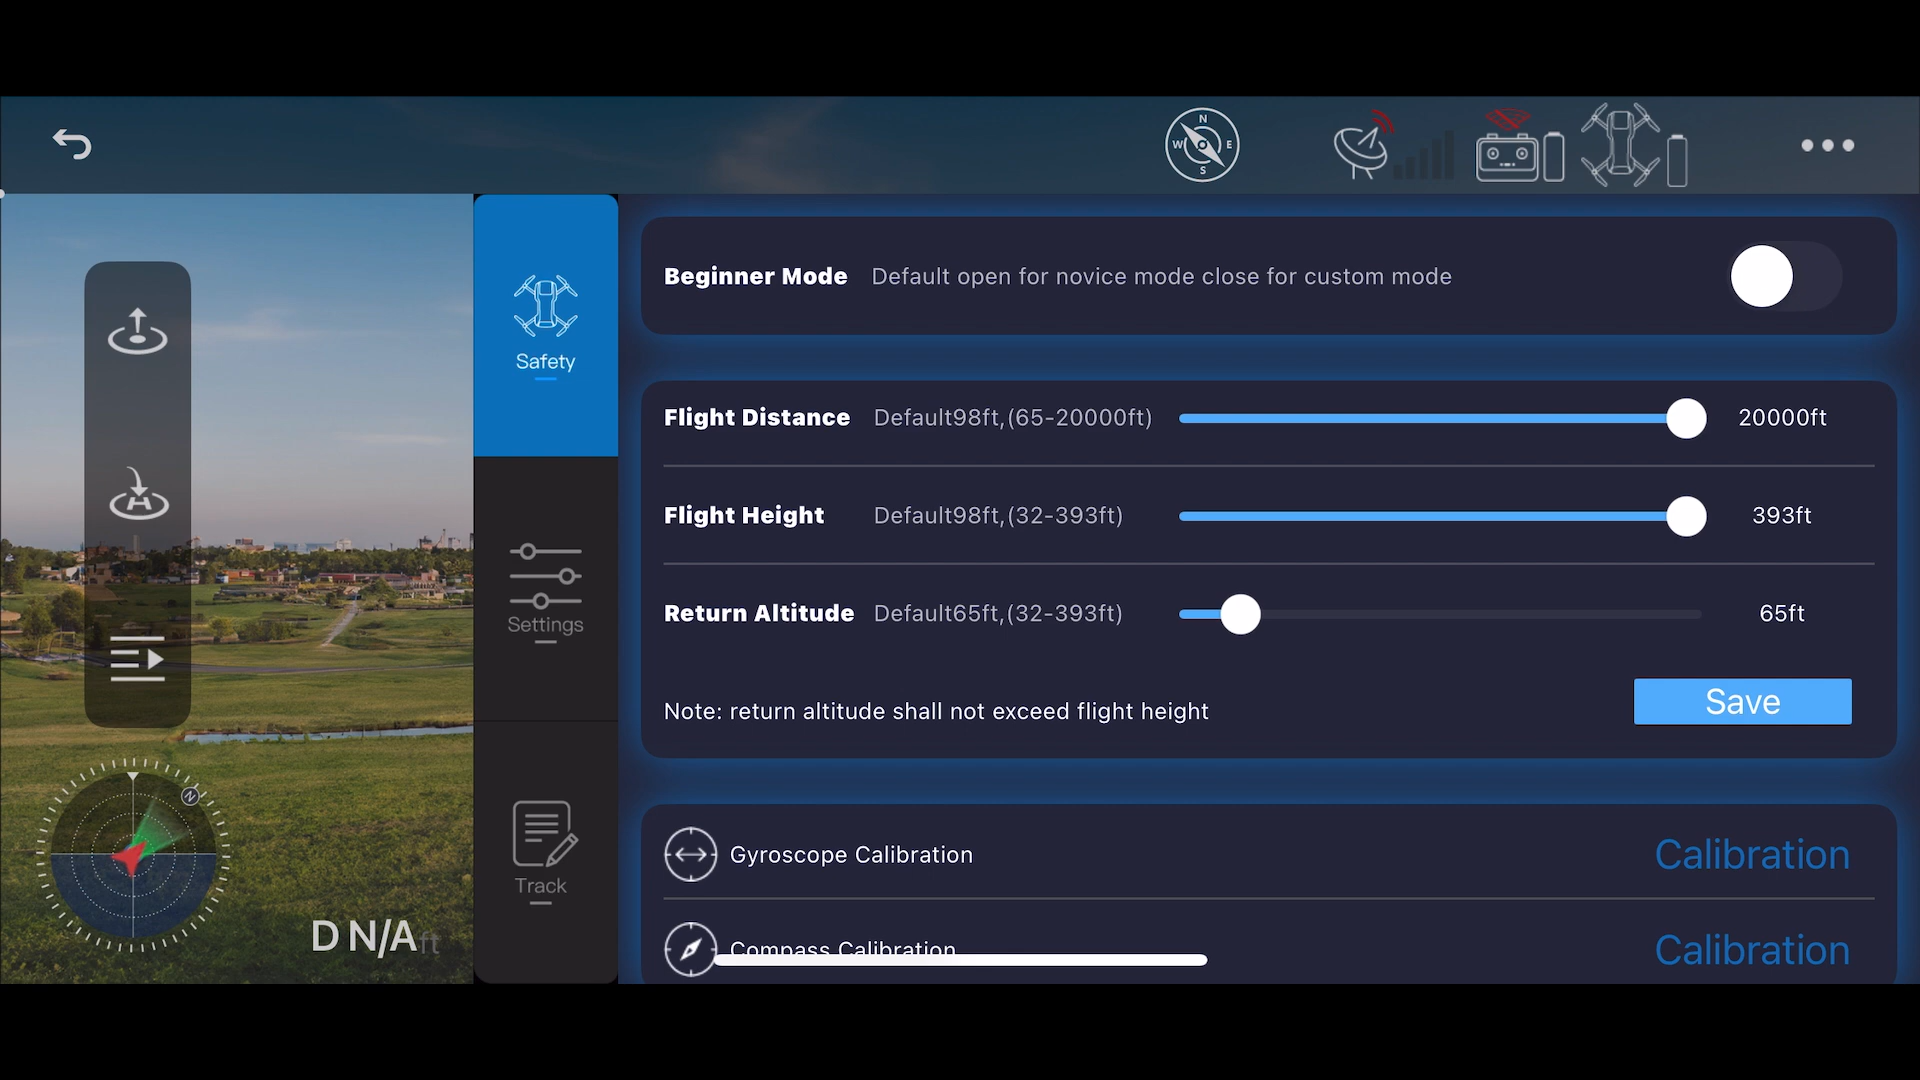 N
W E
S
Safety
Settings
Track
N
D N/A ft
Beginner Mode Default open for novice mode close for custom mode
Flight Distance Default98ft,(65-20000ft) 20000ft
Flight Height Default98ft,(32-393ft) 393ft
Return Altitude Default65ft,(32-393ft) 65ft
Note: return altitude shall not exceed flight height
Save
Gyroscope Calibration Calibration
Compass Calibration Calibration